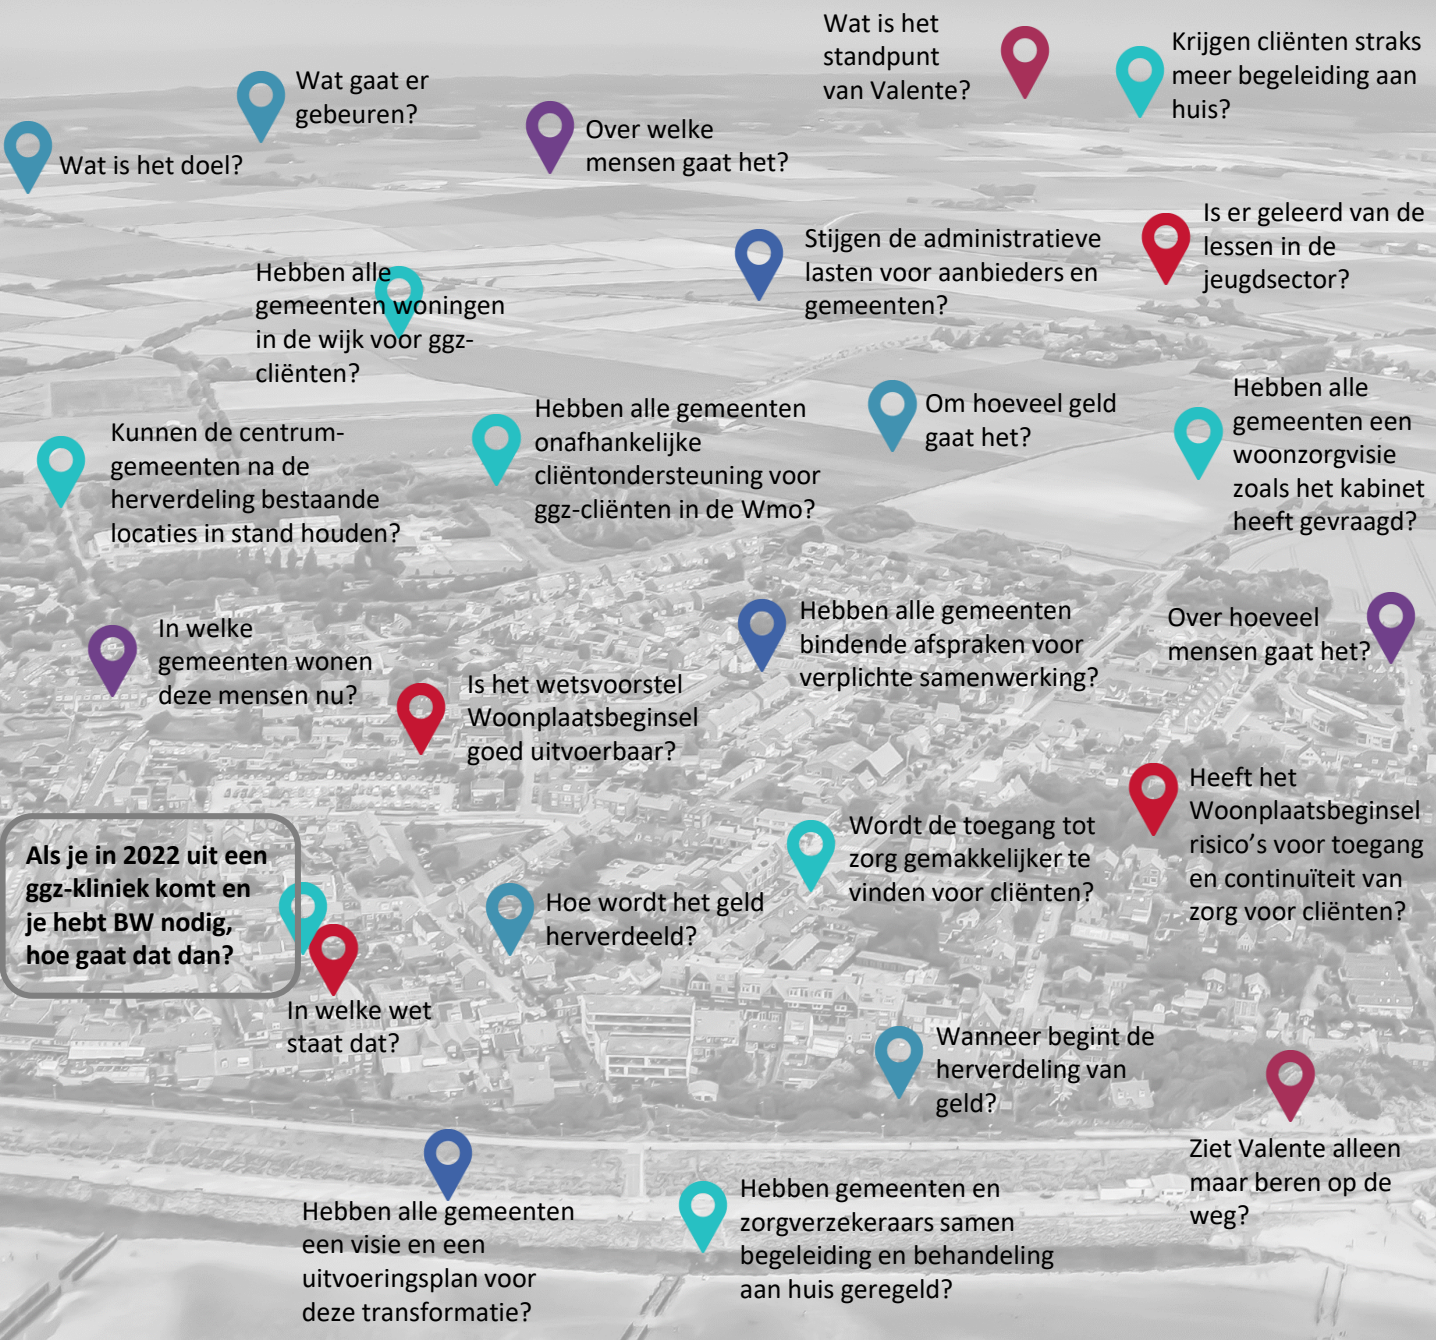 Wat is het
standpunt
van Valente?
Krijgen cliënten straks
meer begeleiding aan
huis?
Wat gaat er
gebeuren?
Over welke
mensen gaat het?
Wat is het doel?
Is er geleerd van de
lessen in de
jeugdsector?
Stijgen de administratieve
lasten voor aanbieders en
gemeenten?
Hebben alle
gemeenten woningen
in de wijk voor ggz-
cliënten?
Hebben alle
gemeenten een
woonzorgvisie
zoals het kabinet
heeft gevraagd?
Om hoeveel geld
gaat het?
Hebben alle gemeenten
onafhankelijke
cliëntondersteuning voor
ggz-cliënten in de Wmo?
Kunnen de centrum-
gemeenten na de
herverdeling bestaande
locaties in stand houden?
Hebben alle gemeenten
bindende afspraken voor
verplichte samenwerking?
Over hoeveel
mensen gaat het?
In welke
gemeenten wonen
deze mensen nu?
Is het wetsvoorstel
Woonplaatsbeginsel
goed uitvoerbaar?
Heeft het
Woonplaatsbeginsel
risico's voor toegang
en continuïteit van
zorg voor cliënten?
Wordt de toegang tot
zorg gemakkelijker te
vinden voor cliënten?
Als je in 2022 uit een
ggz-kliniek komt en
je hebt BW nodig,
hoe gaat dat dan?
Hoe wordt het geld
herverdeeld?
In welke wet
staat dat?
Wanneer begint de
herverdeling van
geld?
Ziet Valente alleen
maar beren op de
weg?
Hebben gemeenten en
zorgverzekeraars samen
begeleiding en behandeling
aan huis geregeld?
Hebben alle gemeenten
een visie en een
uitvoeringsplan voor
deze transformatie?